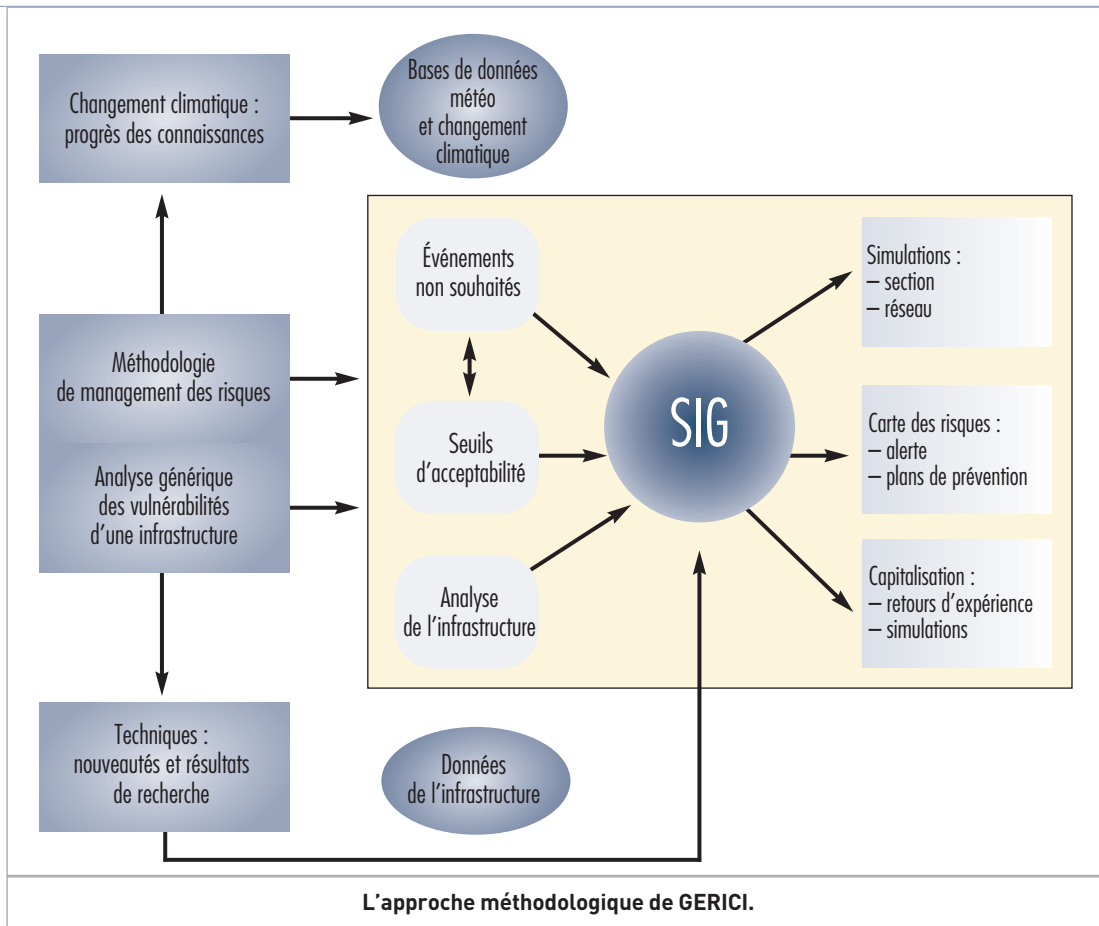 Changement climatique :
progrès des connaissances
Bases de données
météo
et changement
climatique
Méthodologie
de management des risques
Analyse générique
des vulnérabilités
d'une infrastructure
Techniques :
nouveautés et résultats
de recherche
Événements
non souhaités
Seuils
d'acceptabilité
Analyse
de l'infrastructure
SIG
Simulations :
– section
– réseau
Carte des risques :
– alerte
– plans de prévention
Capitalisation :
– retours d'expérience
– simulations
Données
de l'infrastructure
L'approche méthodologique de GERICI.